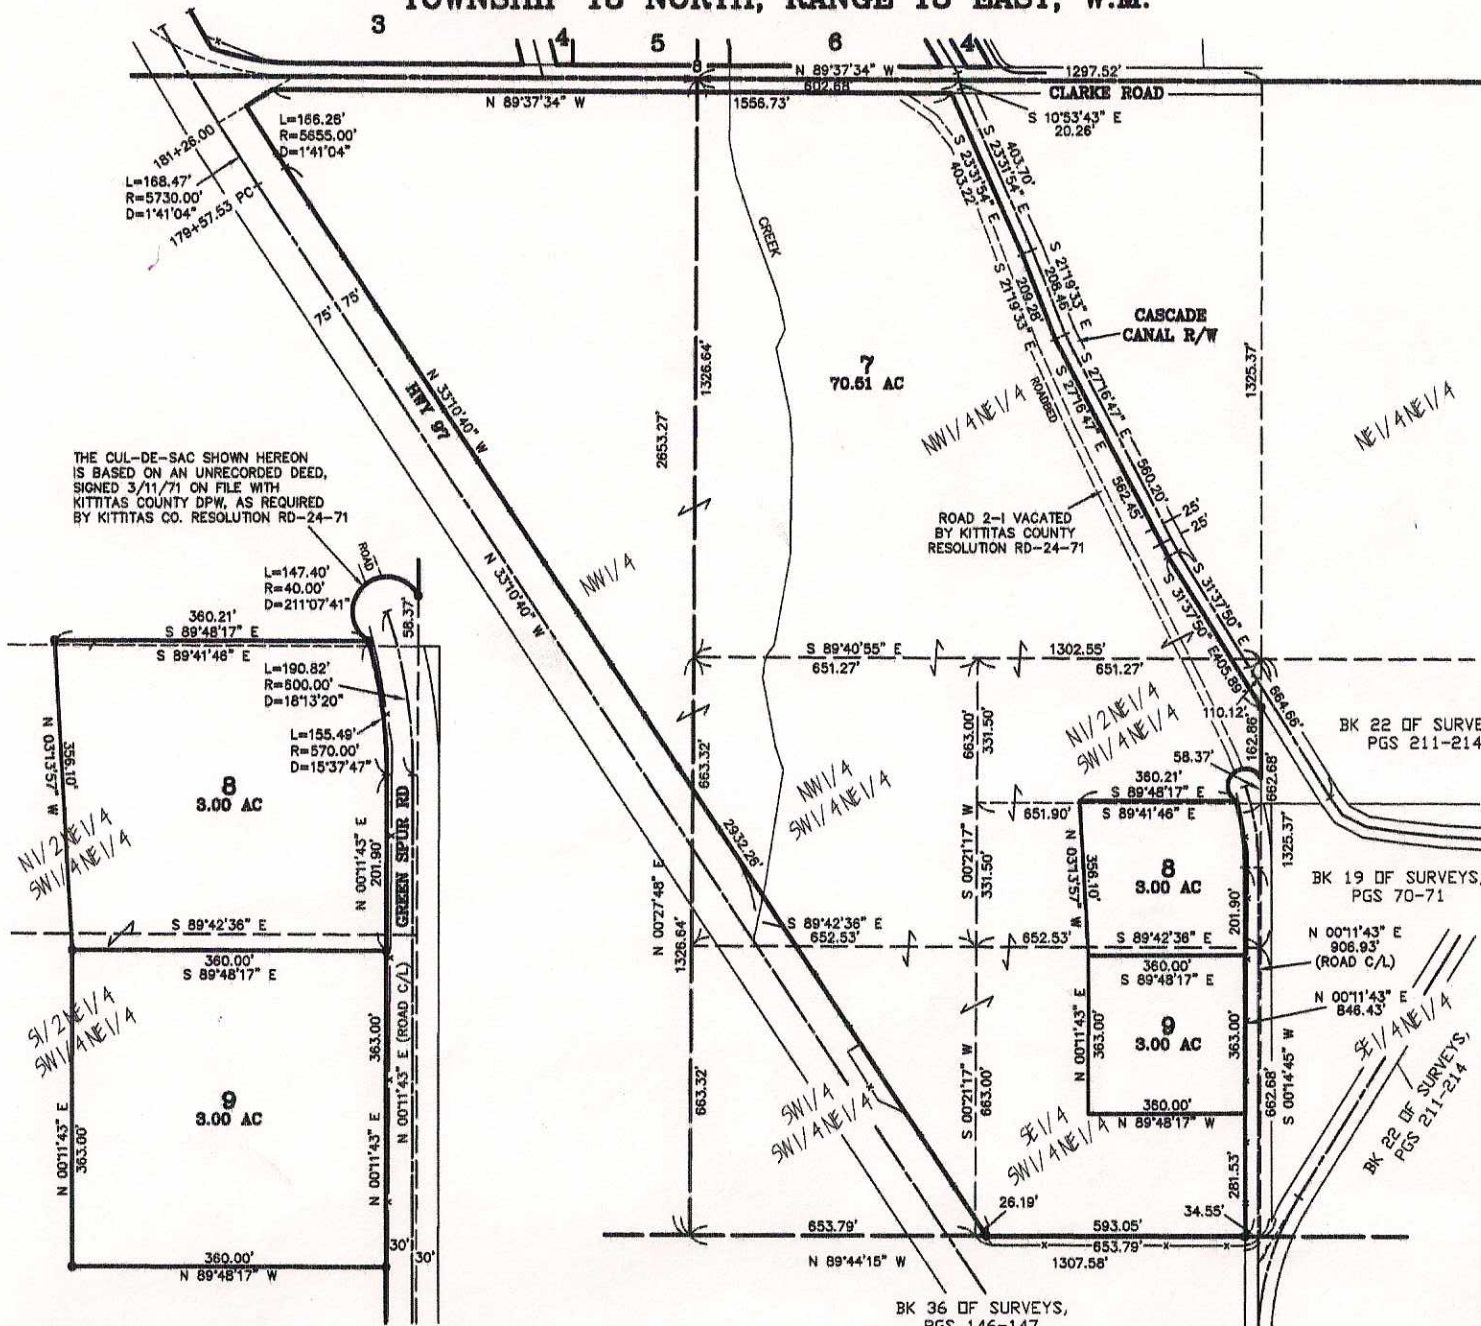 TOWNSHIP 18 NORTH, RANGE 18 EAST, W.M.
3
4
5
6
4
8
N 89°37'34" W
602.68'
1297.52'
N 89°37'34" W
1556.73'
CLARKE ROAD
S 10°53'43" E
20.26'
L=166.26'
R=5655.00'
D=1°41'04"
181+26.00
L=168.47'
R=5730.00'
D=1°41'04"
179+57.53 PC
403.70'
S 23°31'54" E
S 23°31'54" E
403.22'
CREEK
75'
75'
S 21°19'33" E
208.46'
209.28'
S 21°19'33" E
CASCADE
CANAL R/W
7
70.51 AC
1326.64'
1325.37'
HWY 97
N 33°10'40" W
ROADBED
S 27°16'47" E
S 27°16'47" E
NW1/4NE1/4
NE1/4NE1/4
2653.27'
THE CUL-DE-SAC SHOWN HEREON
IS BASED ON AN UNRECORDED DEED,
SIGNED 3/11/71 ON FILE WITH
KITTITAS COUNTY DPW, AS REQUIRED
BY KITTITAS CO. RESOLUTION RD-24-71
560.20'
562.45'
25'
25'
ROAD 2-I VACATED
BY KITTITAS COUNTY
RESOLUTION RD-24-71
NW1/4
N 33°10'40" W
ROAD
L=147.40'
R=40.00'
D=211°07'41"
58.37'
360.21'
S 89°48'17" E
S 89°41'46" E
S 31°37'50" E
S 31°37'50" E
405.89'
664.66'
S 89°40'55" E
651.27'
1302.55'
651.27'
L=190.82'
R=600.00'
D=18°13'20"
L=155.49'
R=570.00'
D=15°37'47"
N 03°13'57" W
356.10'
8
3.00 AC
N 00°11'43" E
201.90'
GREEN SPUR RD
N1/2NE1/4
SW1/4NE1/4
663.32'
663.00'
331.50'
N1/2NE1/4
SW1/4NE1/4
110.12'
162.86'
58.37'
662.68'
BK 22 OF SURVE
PGS 211-214
NW1/4
SW1/4NE1/4
360.21'
S 89°48'17" E
S 89°41'46" E
651.90'
2932.26'
S 00°21'17" W
331.50'
N 03°13'57" W
356.10'
8
3.00 AC
201.90'
1325.37'
BK 19 OF SURVEYS,
PGS 70-71
S 89°42'36" E
360.00'
S 89°48'17" E
N 00°27'48" E
1326.64'
S 89°42'36" E
652.53'
652.53'
S 89°42'36" E
360.00'
S 89°48'17" E
N 00°11'43" E
906.93'
(ROAD C/L)
N 00°11'43" E
846.43'
S1/2NE1/4
SW1/4NE1/4
363.00'
N 00°11'43" E (ROAD C/L)
9
3.00 AC
N 00°11'43" E
363.00'
N 00°11'43" E
663.32'
S 00°21'17" W
663.00'
N 00°11'43" E
363.00'
9
3.00 AC
363.00'
662.68'
S 00°14'45" W
SE1/4NE1/4
SW1/4
SW1/4NE1/4
SE1/4
SW1/4NE1/4
360.00'
N 89°48'17" W
BK 22 OF SURVEYS,
PGS 211-214
281.53'
26.19'
34.55'
30'
30'
360.00'
N 89°48'17" W
653.79'
593.05'
653.79'
N 89°44'15" W
1307.58'
BK 36 OF SURVEYS,
PGS 146-147